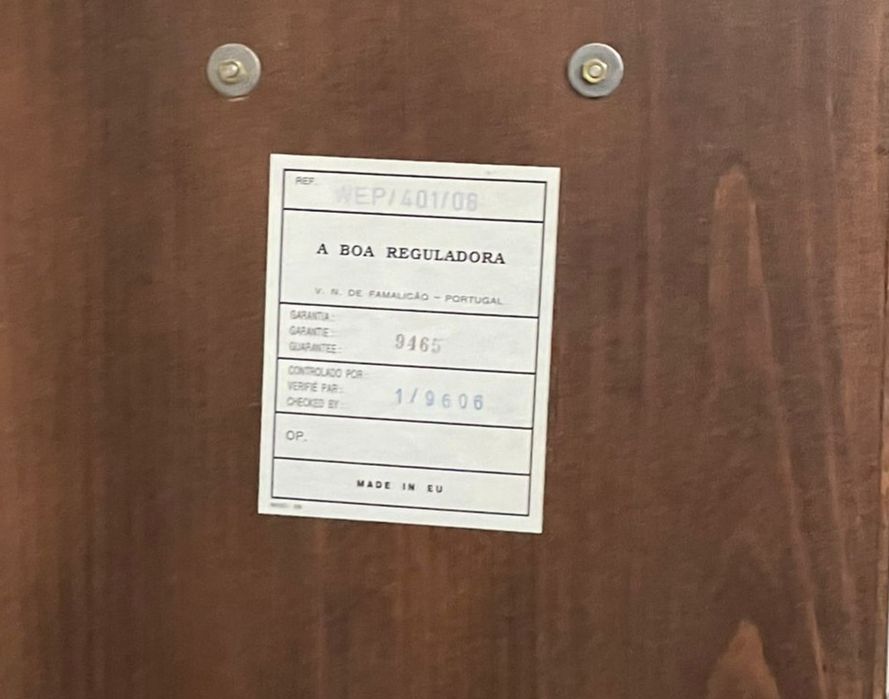 REF.
WEP/401/08
A BOA REGULADORA
V. N. DE FAMALICÃO - PORTUGAL
GARANTIA:
GARANTIE:
GUARANTEE: 9465
CONTROLADO POR:
VERIFIÉ PAR:
CHECKED BY: 1/9606
OP.
MADE IN EU